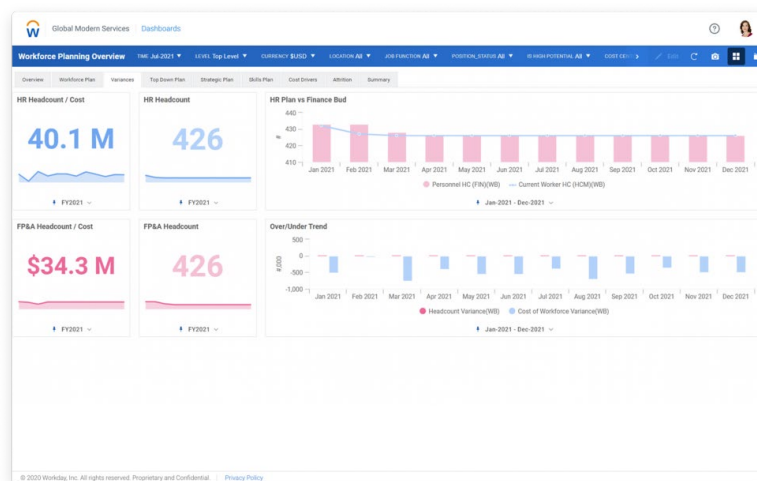 Global Modern Services Dashboards
Workforce Planning Overview TIME Jul-2021 LEVEL Top Level CURRENCY $USD LOCATION All JOB FUNCTION All POSITION_STATUS All IS HIGH POTENTIAL All COST CE
Overview Workforce Plan Variances Top Down Plan Strategic Plan Skills Plan Cost Drivers Attrition Summary
HR Headcount / Cost
40.1 M
FY2021
HR Headcount
426
FY2021
HR Plan vs Finance Bud
#
440
430
420
410
Jan 2021 Feb 2021 Mar 2021 Apr 2021 May 2021 Jun 2021 Jul 2021 Aug 2021 Sep 2021 Oct 2021 Nov 2021 Dec 2021
Personnel HC (FIN)(WB) Current Worker HC (HCM)(WB)
Jan-2021 - Dec-2021
FP&A Headcount / Cost
$34.3 M
FY2021
FP&A Headcount
426
FY2021
Over/Under Trend
#,000
500
0
-500
-1,000
Jan 2021 Feb 2021 Mar 2021 Apr 2021 May 2021 Jun 2021 Jul 2021 Aug 2021 Sep 2021 Oct 2021 Nov 2021 Dec 2021
Headcount Variance(WB) Cost of Workforce Variance(WB)
Jan-2021 - Dec-2021
© 2020 Workday, Inc. All rights reserved. Proprietary and Confidential. Privacy Policy